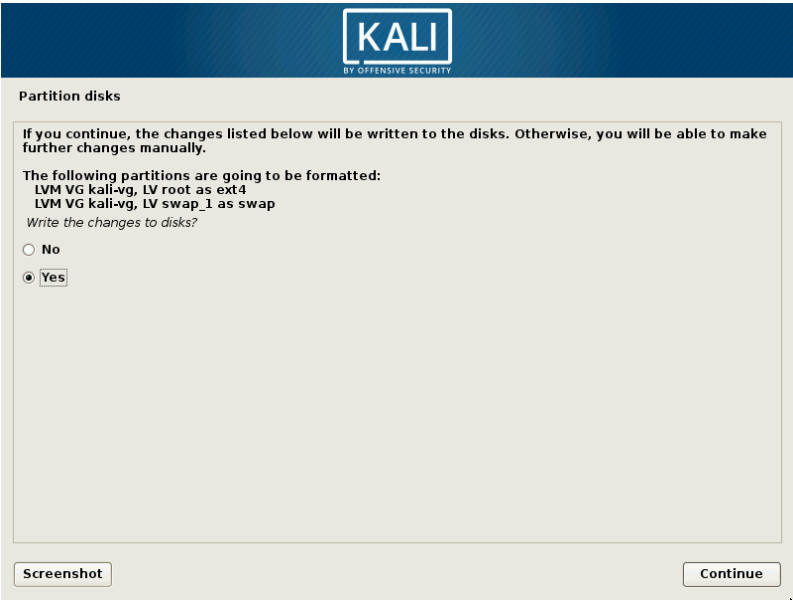 KALI
BY OFFENSIVE SECURITY
Partition disks
If you continue, the changes listed below will be written to the disks. Otherwise, you will be able to make
further changes manually.
The following partitions are going to be formatted:
LVM VG kali-vg, LV root as ext4
LVM VG kali-vg, LV swap_1 as swap
Write the changes to disks?
No
Yes
Screenshot
Continue